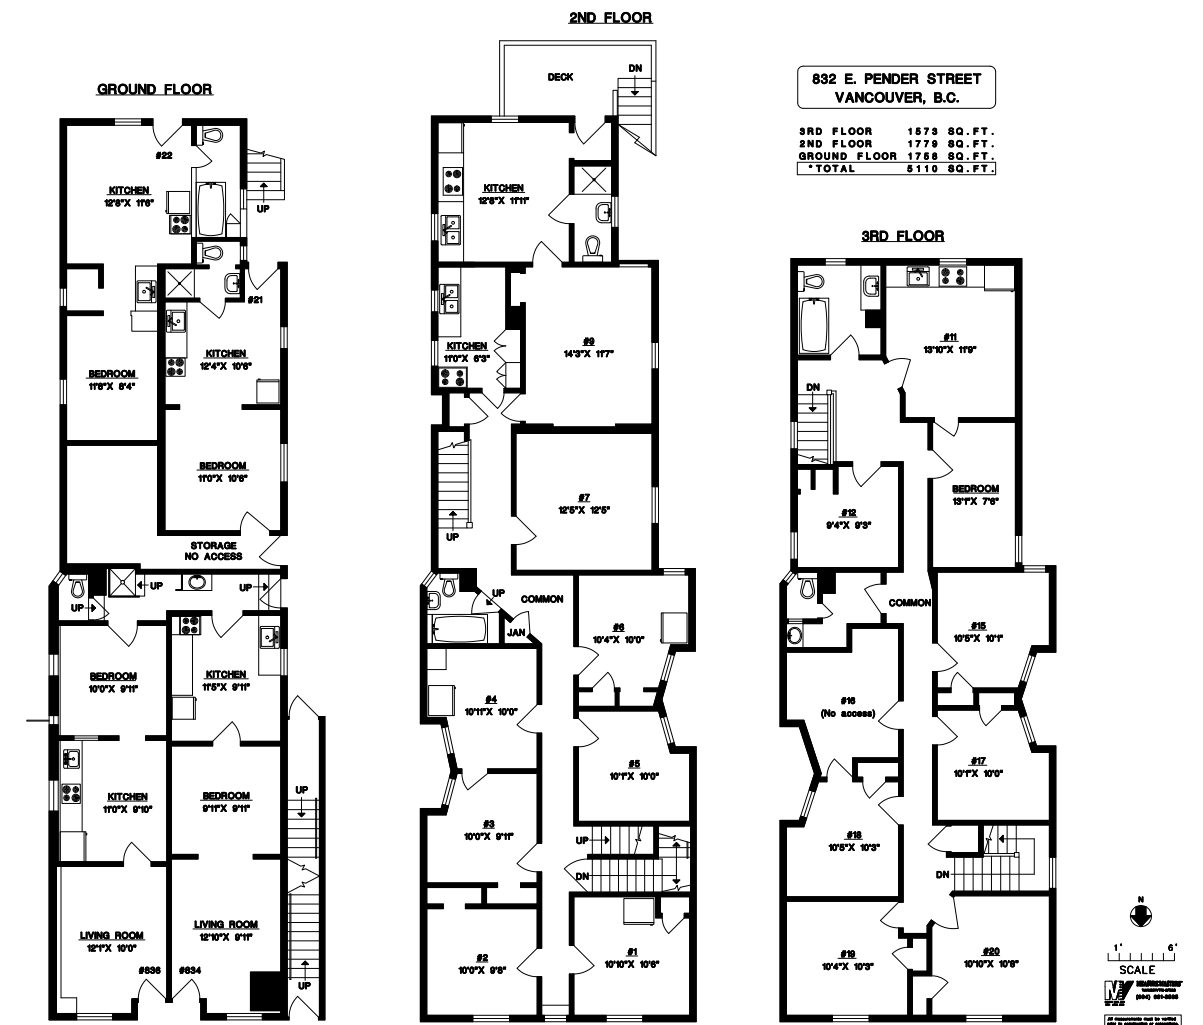 2ND FLOOR
DECK
DN
KITCHEN
12'8"X 11'11"
KITCHEN
11'0"X 6'3"
#9
14'3"X 11'7"
#7
12'5"X 12'5"
UP
UP
COMMON
JAN
#6
10'4"X 10'0"
#4
10'11"X 10'0"
#5
10'1"X 10'0"
#3
10'0"X 9'11"
UP
DN
#2
10'0"X 9'8"
#1
10'10"X 10'6"
GROUND FLOOR
#22
KITCHEN
12'8"X 11'6"
UP
#21
KITCHEN
12'4"X 10'6"
BEDROOM
11'8"X 8'4"
BEDROOM
11'0"X 10'6"
STORAGE
NO ACCESS
UP
UP
UP
BEDROOM
10'0"X 9'11"
KITCHEN
11'5"X 9'11"
KITCHEN
11'0"X 9'10"
BEDROOM
9'11"X 9'11"
UP
LIVING ROOM
12'1"X 10'0"
LIVING ROOM
12'10"X 9'11"
#836
#834
UP
832 E. PENDER STREET
VANCOUVER, B.C.
3RD FLOOR 1573 SQ.FT.
2ND FLOOR 1779 SQ.FT.
GROUND FLOOR 1758 SQ.FT.
*TOTAL 5110 SQ.FT.
3RD FLOOR
#11
13'10"X 11'9"
DN
BEDROOM
13'1"X 7'6"
#12
9'4"X 9'3"
COMMON
#15
10'5"X 10'1"
#16
(No access)
#17
10'1"X 10'0"
#18
10'5"X 10'3"
DN
#19
10'4"X 10'3"
#20
10'10"X 10'8"
N
1' 6'
SCALE
All measurements must be verified